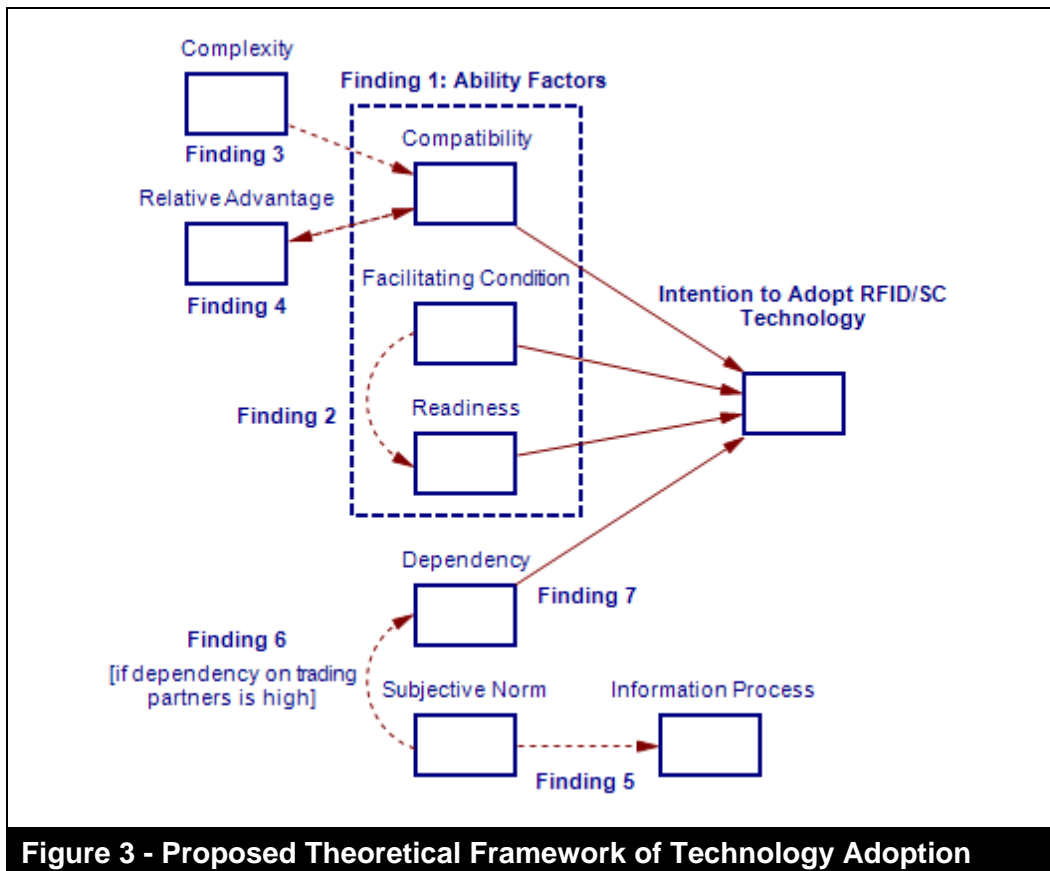 Complexity
Finding 1: Ability Factors
Compatibility
Finding 3
Relative Advantage
Finding 4
Facilitating Condition
Intention to Adopt RFID/SC
Technology
Finding 2
Readiness
Dependency
Finding 7
Finding 6
[if dependency on trading
partners is high]
Subjective Norm
Information Process
Finding 5
Figure 3 - Proposed Theoretical Framework of Technology Adoption